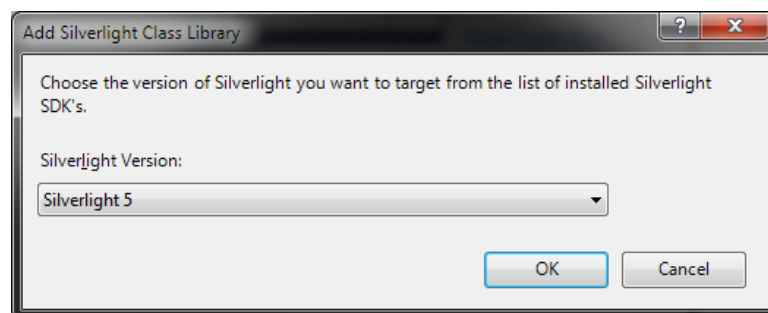 Add Silverlight Class Library
?
Choose the version of Silverlight you want to target from the list of installed Silverlight
SDK's.
Silverlight Version:
Silverlight 5
OK Cancel